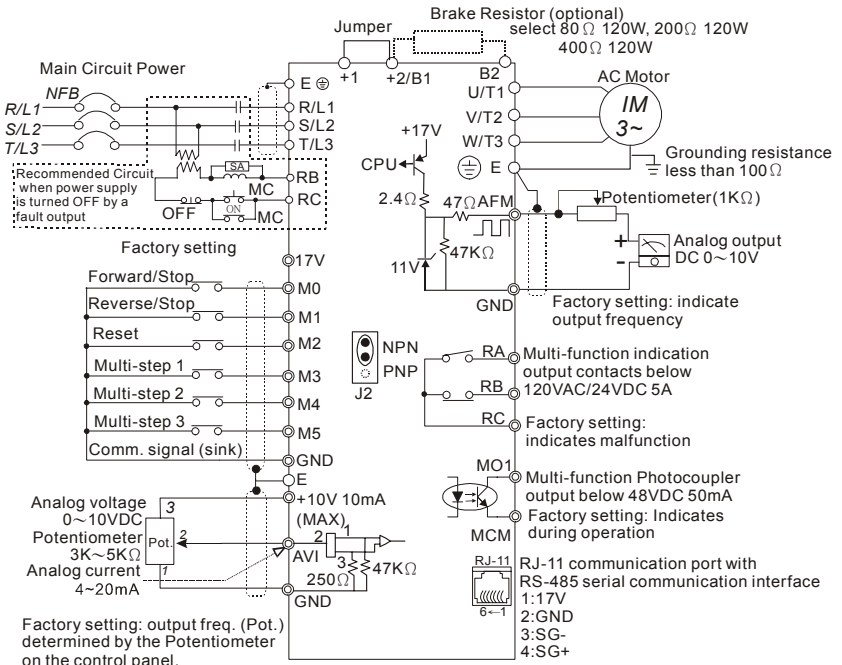 Brake Resistor (optional)
select 80Ω 120W, 200Ω 120W
400Ω 120W
Jumper
+1
+2/B1
B2
Main Circuit Power
NFB
R/L1
S/L2
T/L3
E
R/L1
S/L2
T/L3
RB
RC
SA
MC
OFF
ON
MC
Recommended Circuit
when power supply
is turned OFF by a
fault output
U/T1
V/T2
W/T3
E
AC Motor
IM
3~
Grounding resistance
less than 100Ω
+17V
CPU
2.4Ω
47Ω
AFM
47KΩ
11V
GND
Potentiometer(1KΩ)
+
-
Analog output
DC 0~10V
Factory setting: indicate
output frequency
Factory setting
17V
Forward/Stop
M0
Reverse/Stop
M1
Reset
M2
Multi-step 1
M3
Multi-step 2
M4
Multi-step 3
M5
Comm. signal (sink)
GND
E
NPN
PNP
J2
RA
RB
RC
Multi-function indication
output contacts below
120VAC/24VDC 5A
Factory setting:
indicates malfunction
MO1
MCM
Multi-function Photocoupler
output below 48VDC 50mA
Factory setting: Indicates
during operation
+10V 10mA
(MAX)
Analog voltage
0~10VDC
Potentiometer
3K~5KΩ
Analog current
4~20mA
3
Pot.
2
1
AVI
2
1
3
250Ω
47KΩ
GND
RJ-11
6←1
RJ-11 communication port with
RS-485 serial communication interface
1:17V
2:GND
3:SG-
4:SG+
Factory setting: output freq. (Pot.)
determined by the Potentiometer
on the control panel.